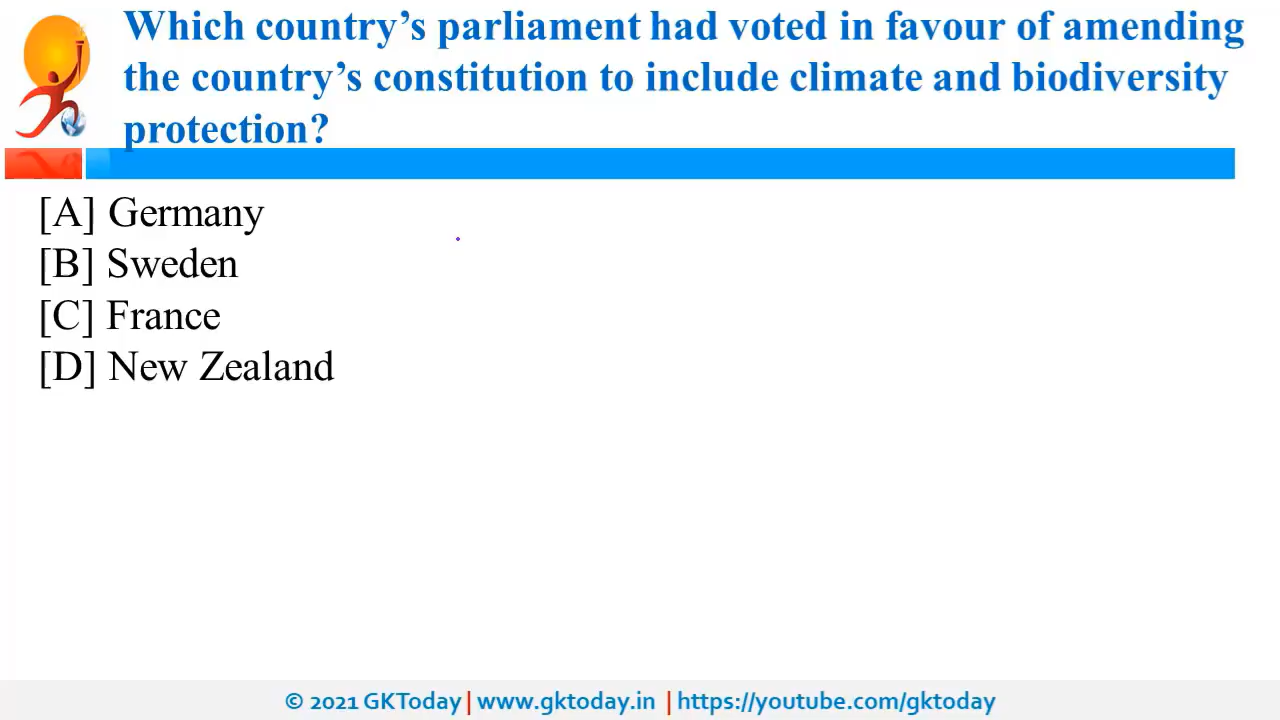 Which country’s parliament had voted in favour of amending
the country’s constitution to include climate and biodiversity
protection?
[A] Germany
[B] Sweden
[C] France
[D] New Zealand
© 2021 GKToday | www.gktoday.in | https://youtube.com/gktoday